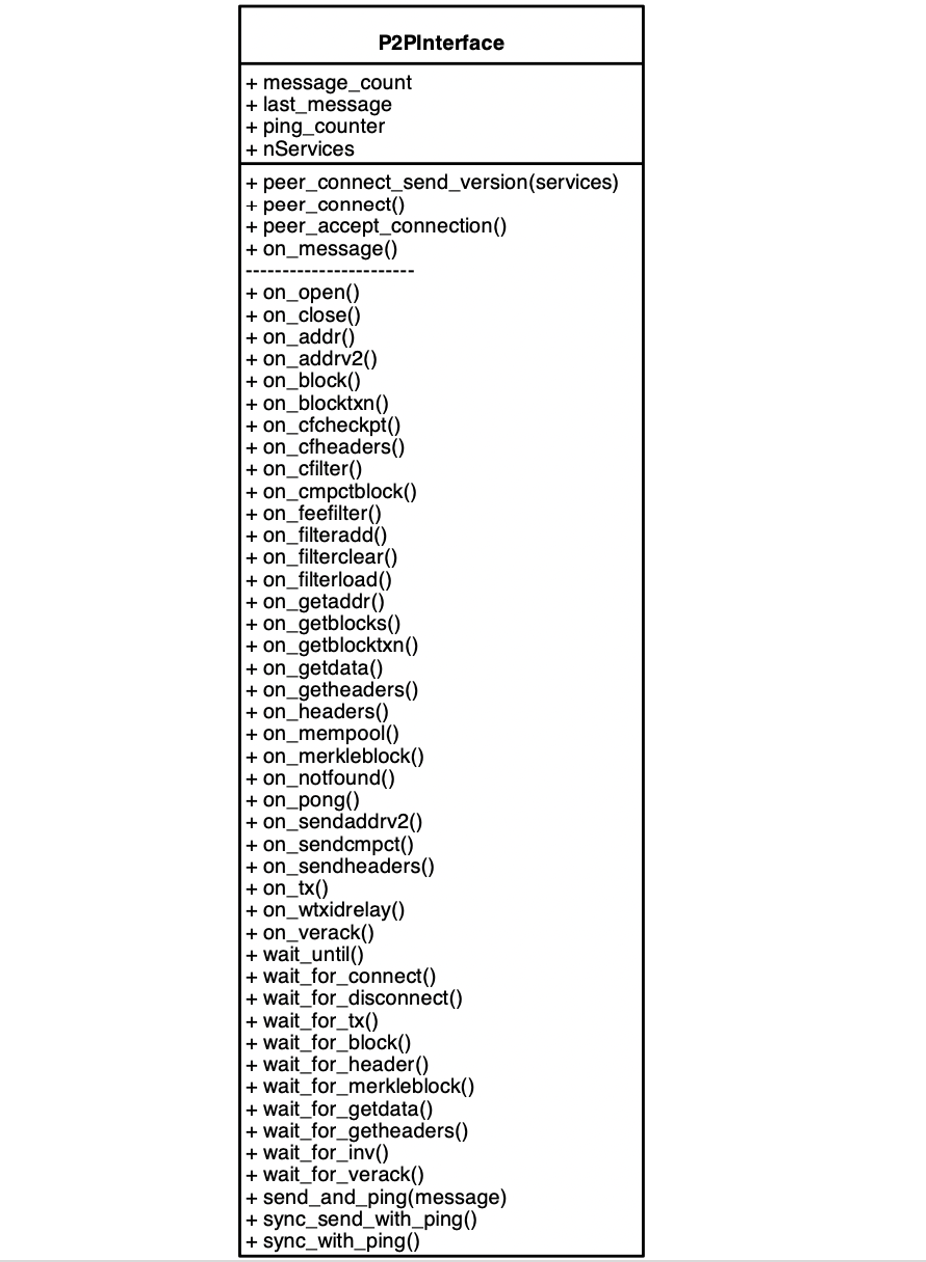 P2PInterface
+ message_count
+ last_message
+ ping_counter
+ nServices
+ peer_connect_send_version(services)
+ peer_connect()
+ peer_accept_connection()
+ on_message()
-----------------------
+ on_open()
+ on_close()
+ on_addr()
+ on_addrv2()
+ on_block()
+ on_blocktxn()
+ on_cfcheckpt()
+ on_cfheaders()
+ on_cfilter()
+ on_cmpctblock()
+ on_feefilter()
+ on_filteradd()
+ on_filterclear()
+ on_filterload()
+ on_getaddr()
+ on_getblocks()
+ on_getblocktxn()
+ on_getdata()
+ on_getheaders()
+ on_headers()
+ on_mempool()
+ on_merkleblock()
+ on_notfound()
+ on_pong()
+ on_sendaddrv2()
+ on_sendcmpct()
+ on_sendheaders()
+ on_tx()
+ on_wtxidrelay()
+ on_verack()
+ wait_until()
+ wait_for_connect()
+ wait_for_disconnect()
+ wait_for_tx()
+ wait_for_block()
+ wait_for_header()
+ wait_for_merkleblock()
+ wait_for_getdata()
+ wait_for_getheaders()
+ wait_for_inv()
+ wait_for_verack()
+ send_and_ping(message)
+ sync_send_with_ping()
+ sync_with_ping()